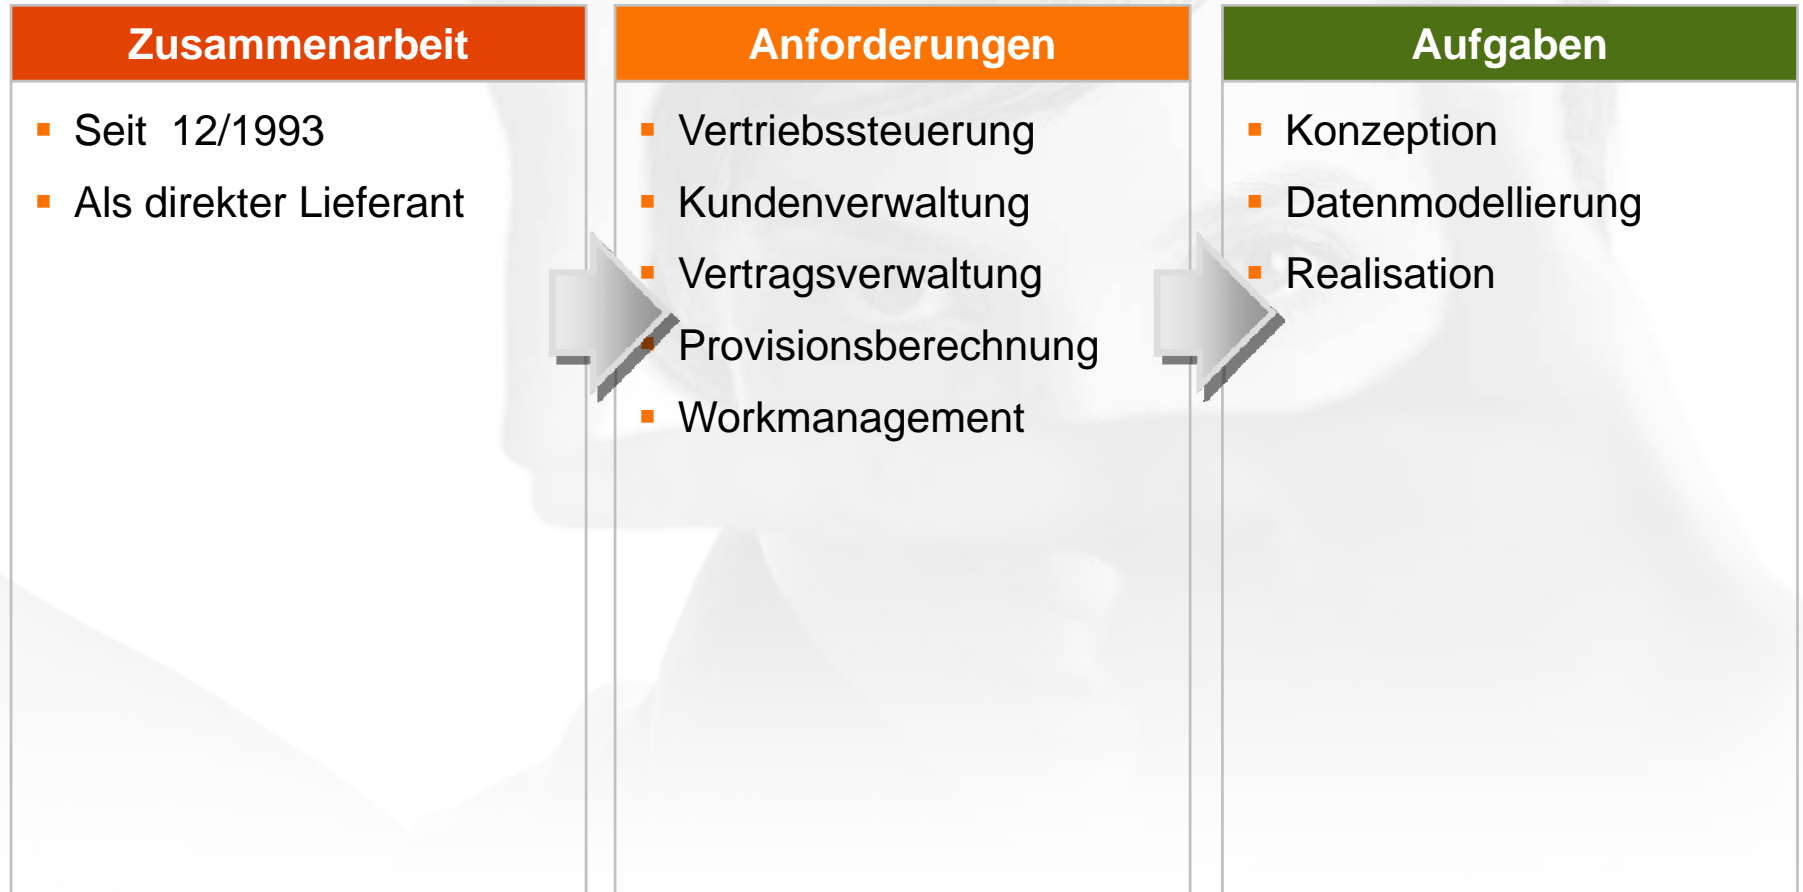 Zusammenarbeit
Seit 12/1993
Als direkter Lieferant
Anforderungen
Vertriebssteuerung
Kundenverwaltung
Vertragsverwaltung
Provisionsberechnung
Workmanagement
Aufgaben
Konzeption
Datenmodellierung
Realisation